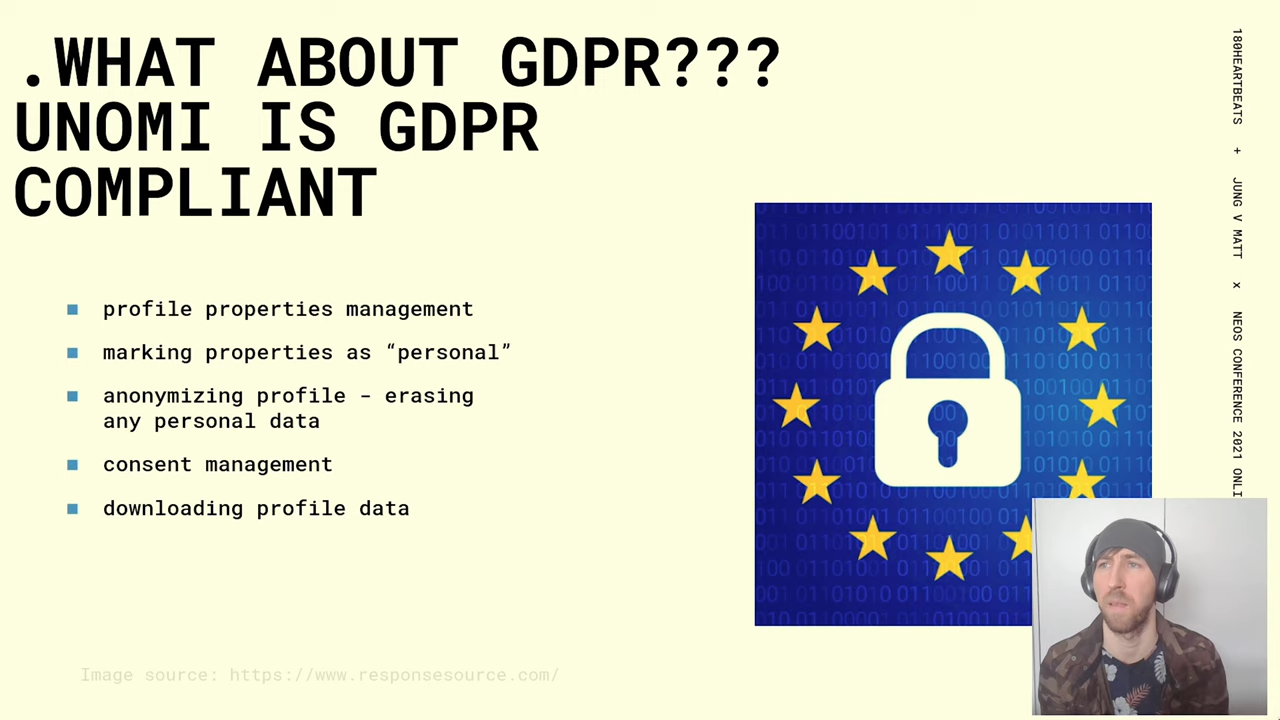 .WHAT ABOUT GDPR???
UNOMI IS GDPR
COMPLIANT
profile properties management
marking properties as “personal”
anonymizing profile – erasing
any personal data
consent management
downloading profile data
Image source: https://www.responsesource.com/
180HEARTBEATS + JUNG V MATT x NEOS CONFERENCE 2021 ONLI